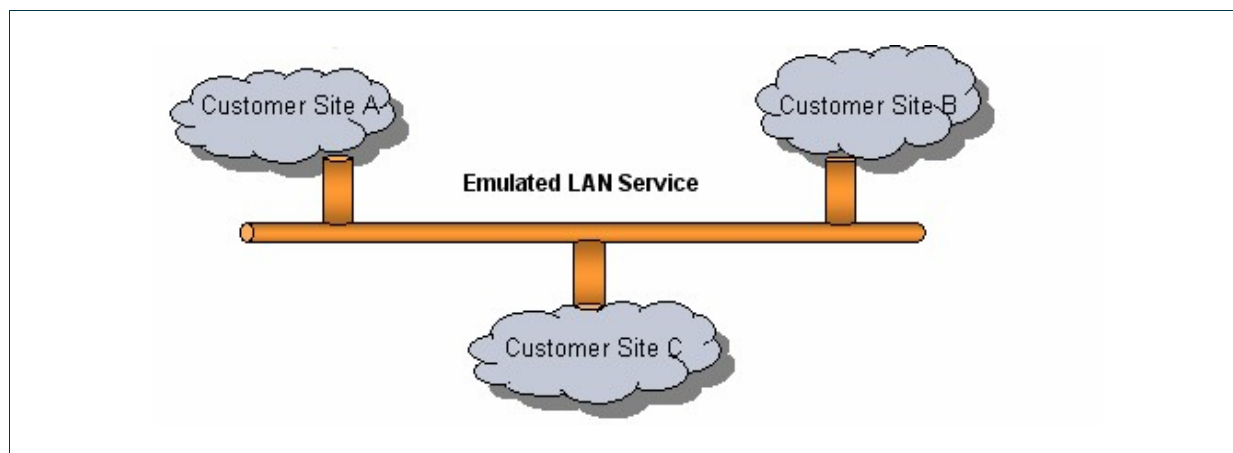 Customer Site A
Customer Site B
Emulated LAN Service
Customer Site C